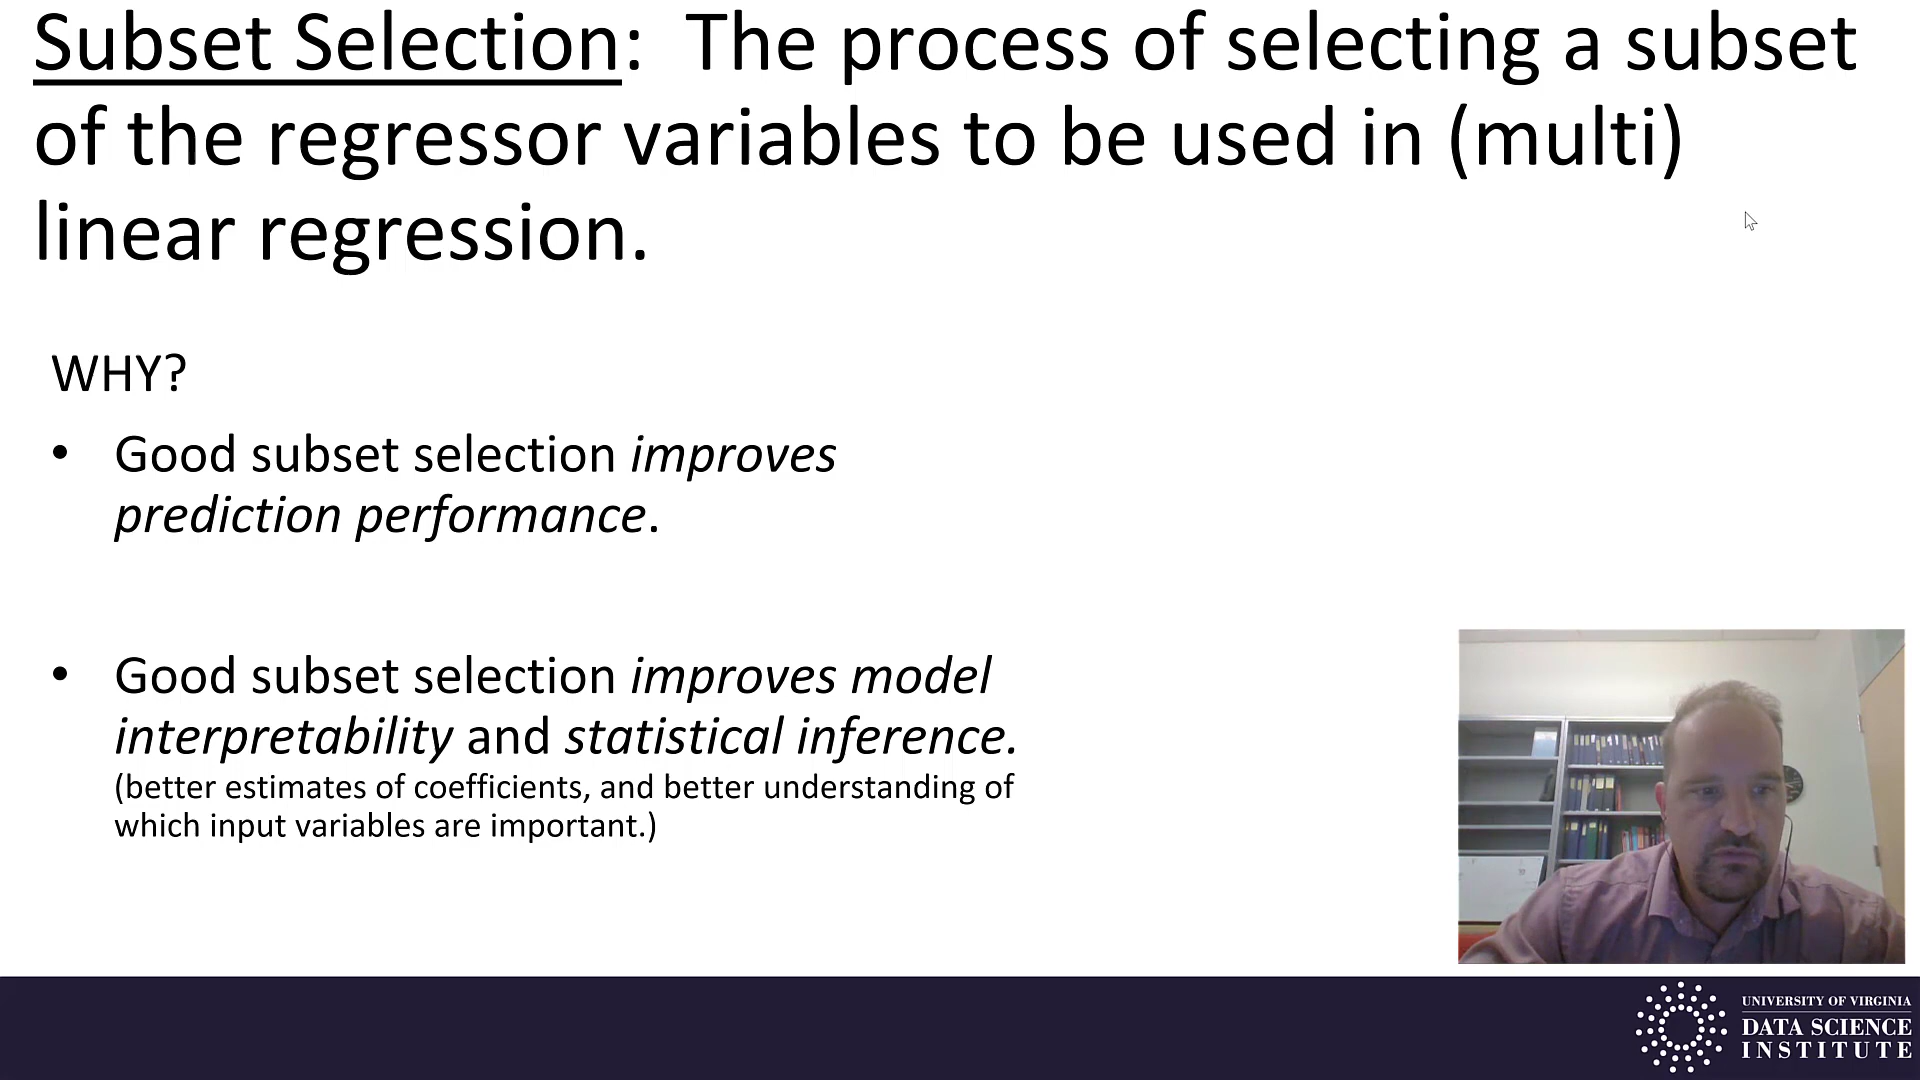 Subset Selection:  The process of selecting a subset
of the regressor variables to be used in (multi)
linear regression.
WHY?
• Good subset selection improves
prediction performance.
• Good subset selection improves model
interpretability and statistical inference.
(better estimates of coefficients, and better understanding of
which input variables are important.)
UNIVERSITY OF VIRGINIA
DATA SCIENCE
INSTITUTE